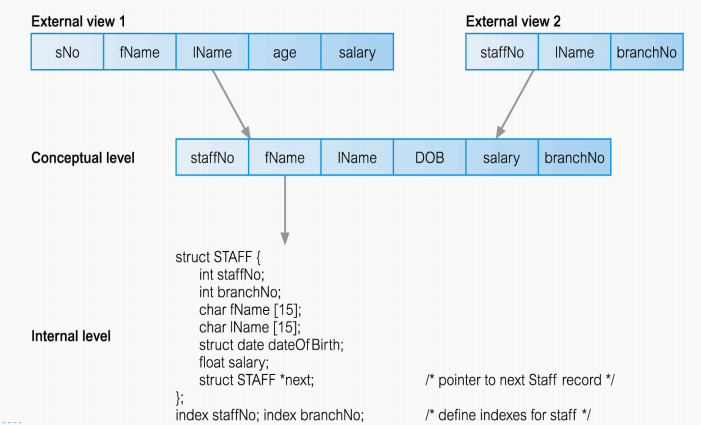 External view 1 External view 2
sNo fName lName age salary staffNo lName branchNo
Conceptual level staffNo fName lName DOB salary branchNo
struct STAFF {
int staffNo;
int branchNo;
char fName [15];
char lName [15];
Internal level
struct date dateOfBirth;
float salary;
struct STAFF *next; /* pointer to next Staff record */
};
index staffNo; index branchNo; /* define indexes for staff */